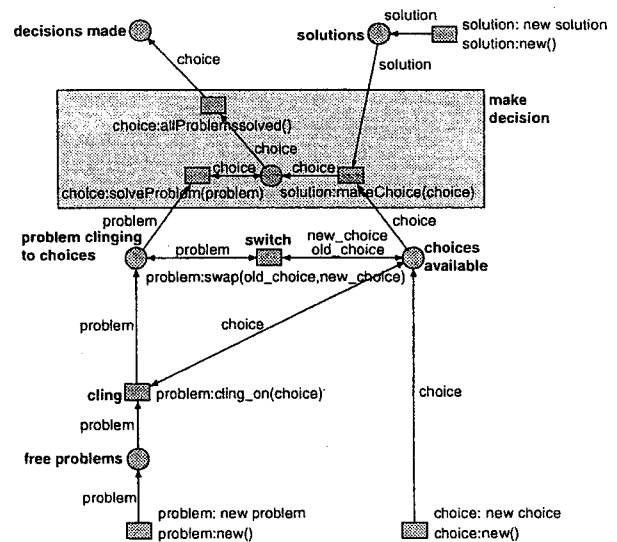 solution
decisions made
solutions
solution: new solution
solution:new()
choice
solution
make
decision
choice:allProblemssolved()
choice
choice
choice
choice:solveProblem(problem)
solution:makeChoice(choice)
problem
choice
problem clinging
to choices
problem
switch
new_choice
old_choice
choices
available
problem:swap(old_choice,new_choice)
problem
choice
cling
problem:cling_on(choice)
choice
problem
free problems
problem
problem: new problem
problem:new()
choice: new choice
choice:new()